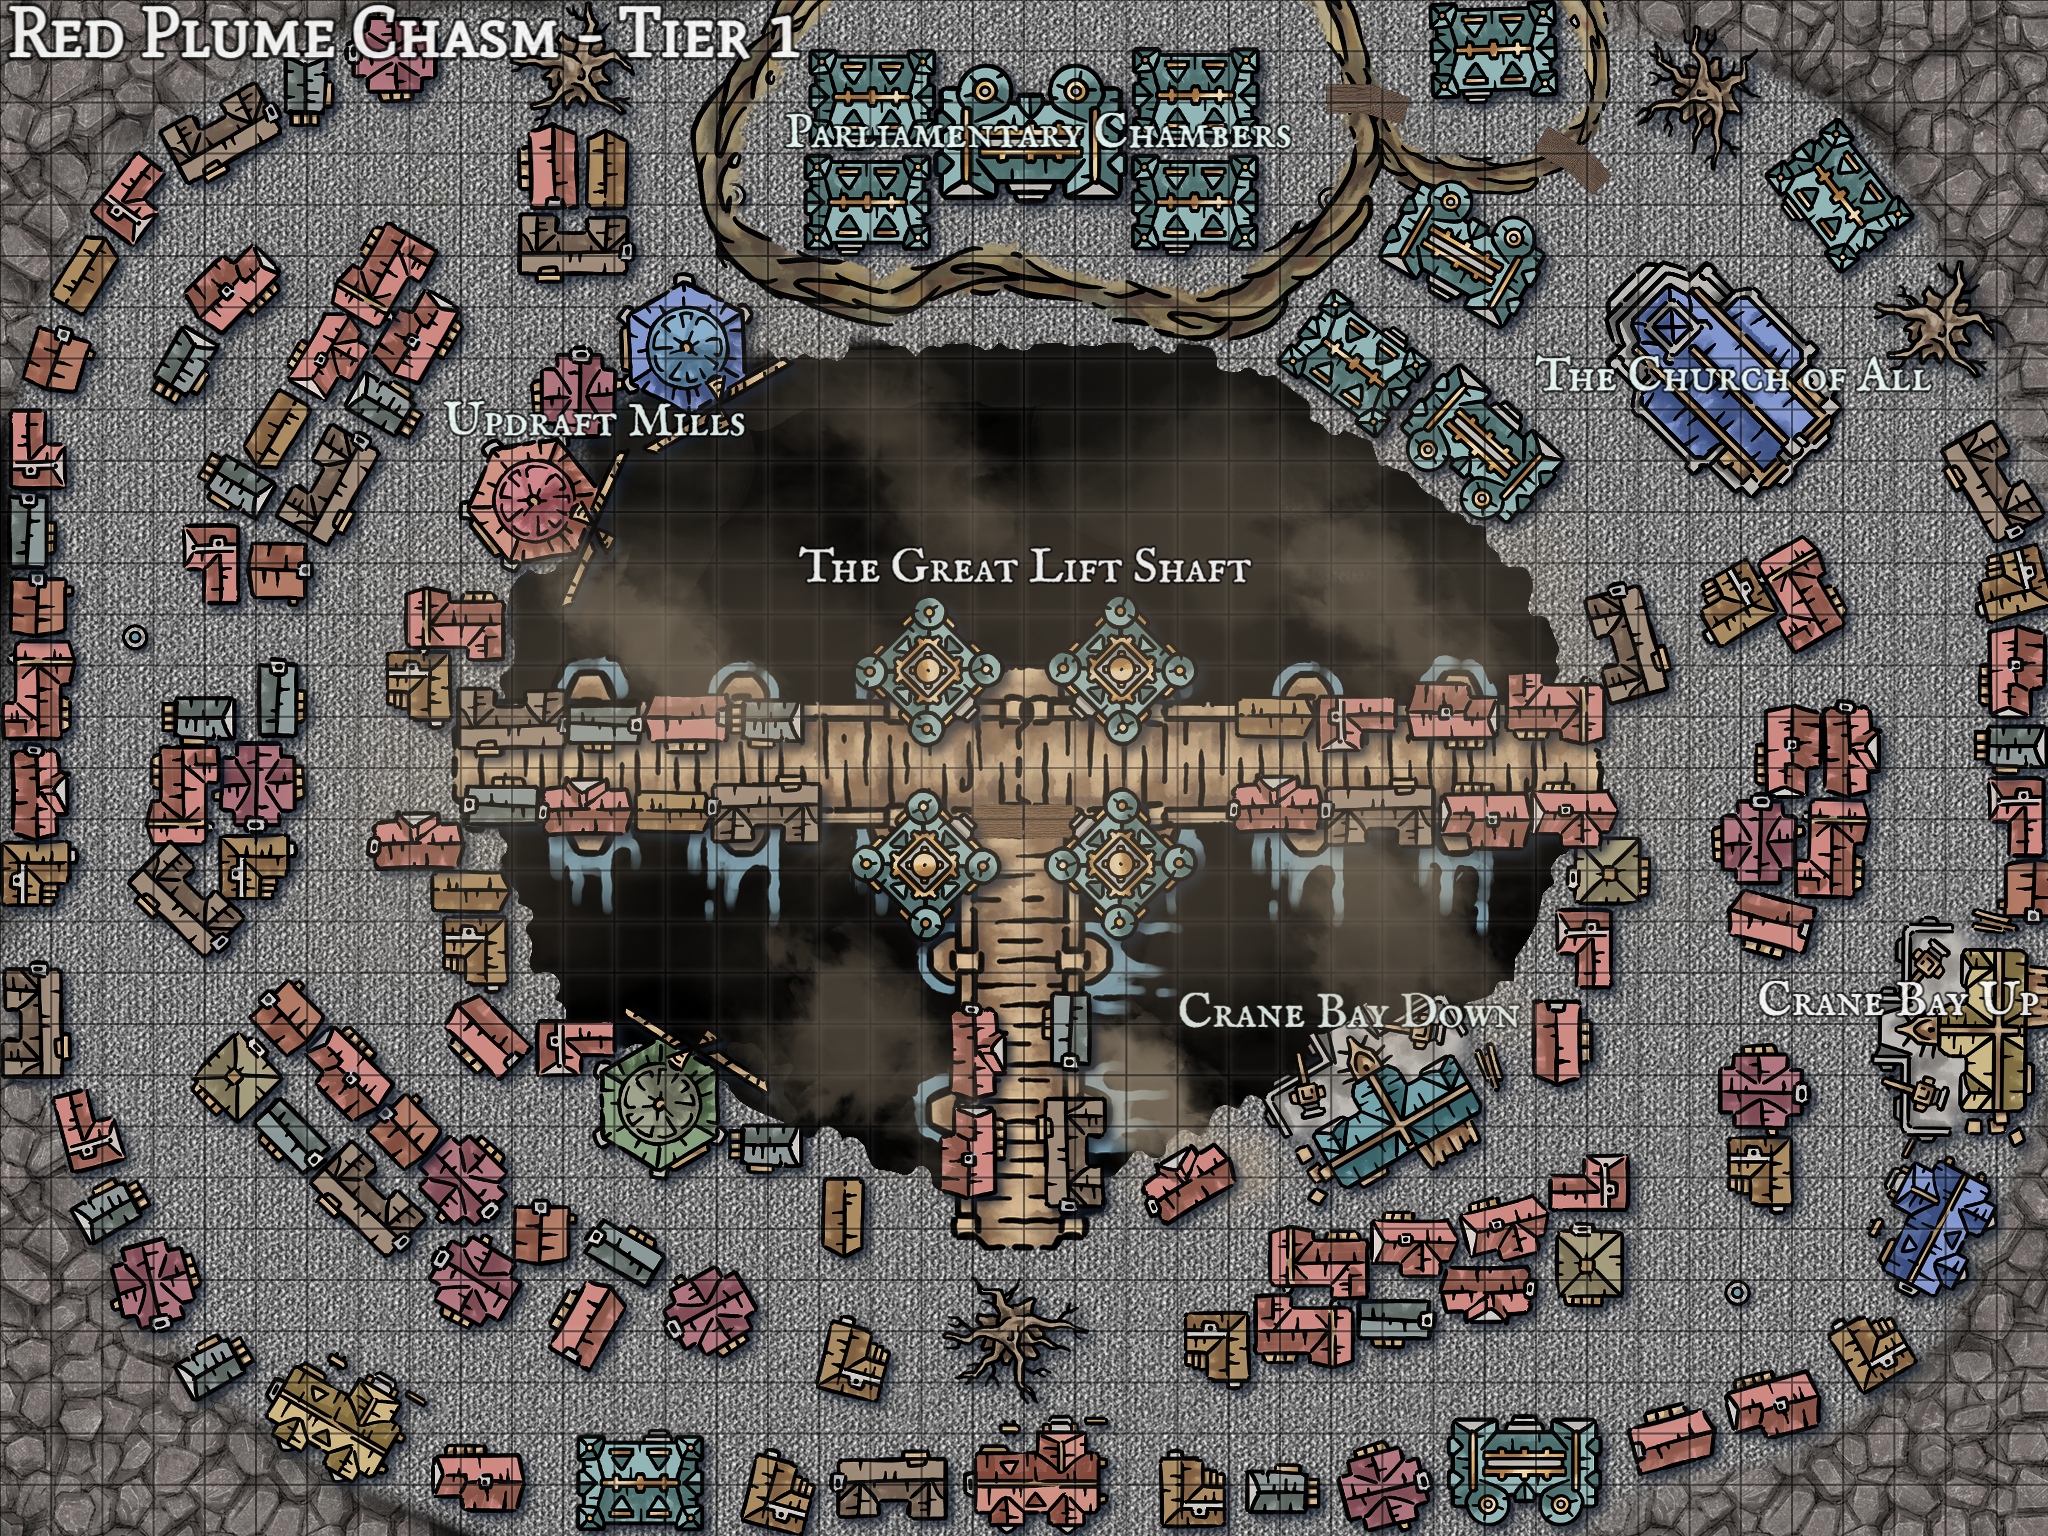 Red Plume Chasm - Tier 1
Parliamentary Chambers
The Church of All
Updraft Mills
The Great Lift Shaft
Crane Bay Up
Crane Bay Down